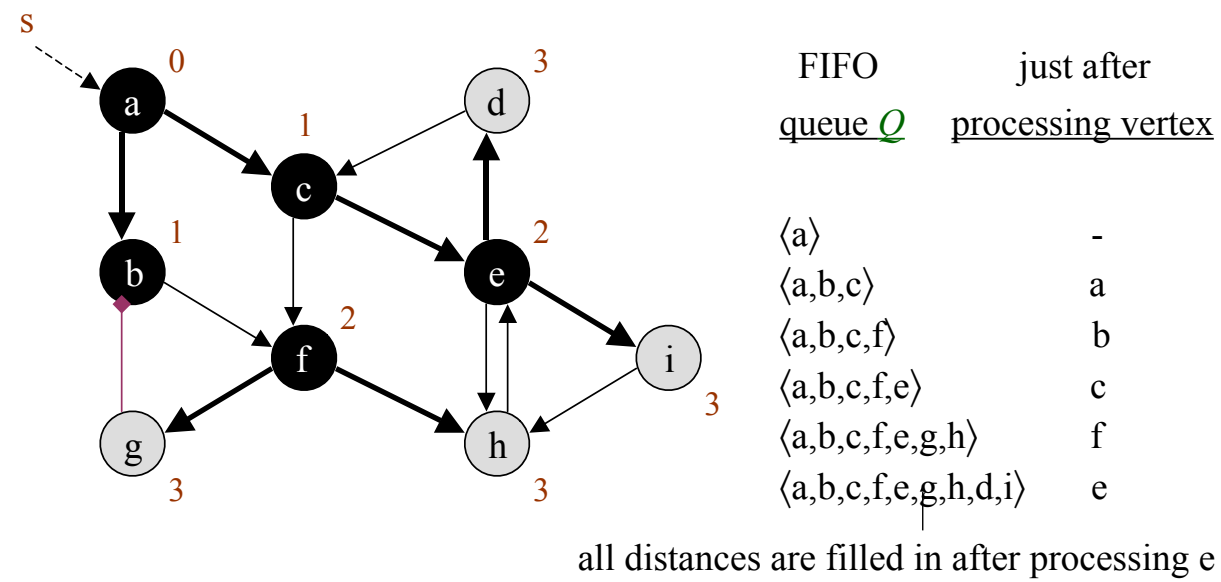 s
0
a
3
d
1
c
1
b
2
e
2
f
i
3
g
3
h
3
FIFO just after
queue Q processing vertex
⟨a⟩ -
⟨a,b,c⟩ a
⟨a,b,c,f⟩ b
⟨a,b,c,f,e⟩ c
⟨a,b,c,f,e,g,h⟩ f
⟨a,b,c,f,e,g,h,d,i⟩ e
all distances are filled in after processing e